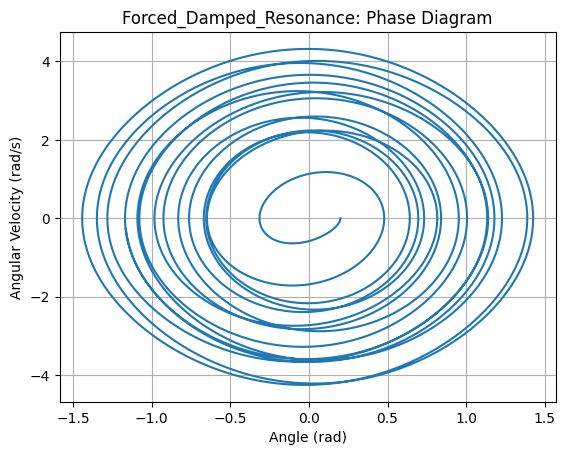 Forced_Damped_Resonance: Phase Diagram
Angular Velocity (rad/s)
4
2
0
−2
−4
−1.5 −1.0 −0.5 0.0 0.5 1.0 1.5
Angle (rad)